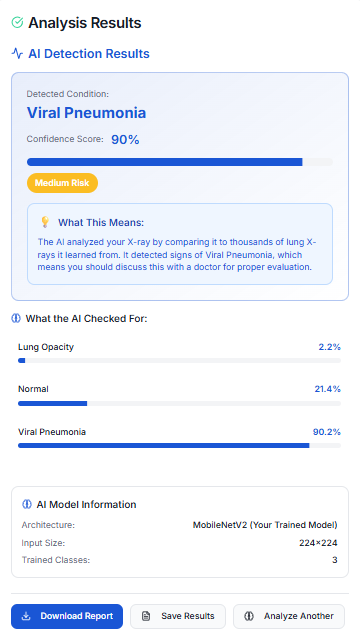 Analysis Results
AI Detection Results
Detected Condition:
Viral Pneumonia
Confidence Score: 90%
Medium Risk
What This Means:
The AI analyzed your X-ray by comparing it to thousands of lung X-
rays it learned from. It detected signs of Viral Pneumonia, which
means you should discuss this with a doctor for proper evaluation.
What the AI Checked For:
Lung Opacity 2.2%
Normal 21.4%
Viral Pneumonia 90.2%
AI Model Information
Architecture: MobileNetV2 (Your Trained Model)
Input Size: 224×224
Trained Classes: 3
Download Report Save Results Analyze Another